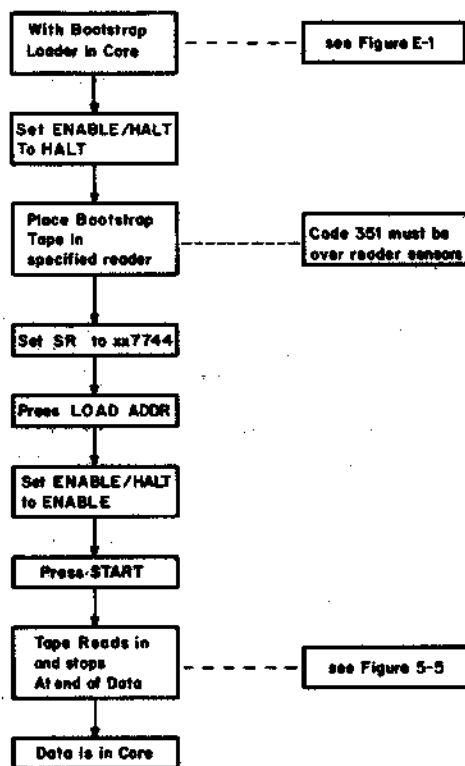 With Bootstrap
Loader in Core
see Figure E-1
Set ENABLE/HALT
To HALT
Place Bootstrap
Tape in
specified reader
Code 351 must be
over reader sensors
Set SR to xx7744
Press LOAD ADDR
Set ENABLE/HALT
to ENABLE
Press START
Tape Reads in
and stops
At end of Data
see Figure 5-5
Data is in Core